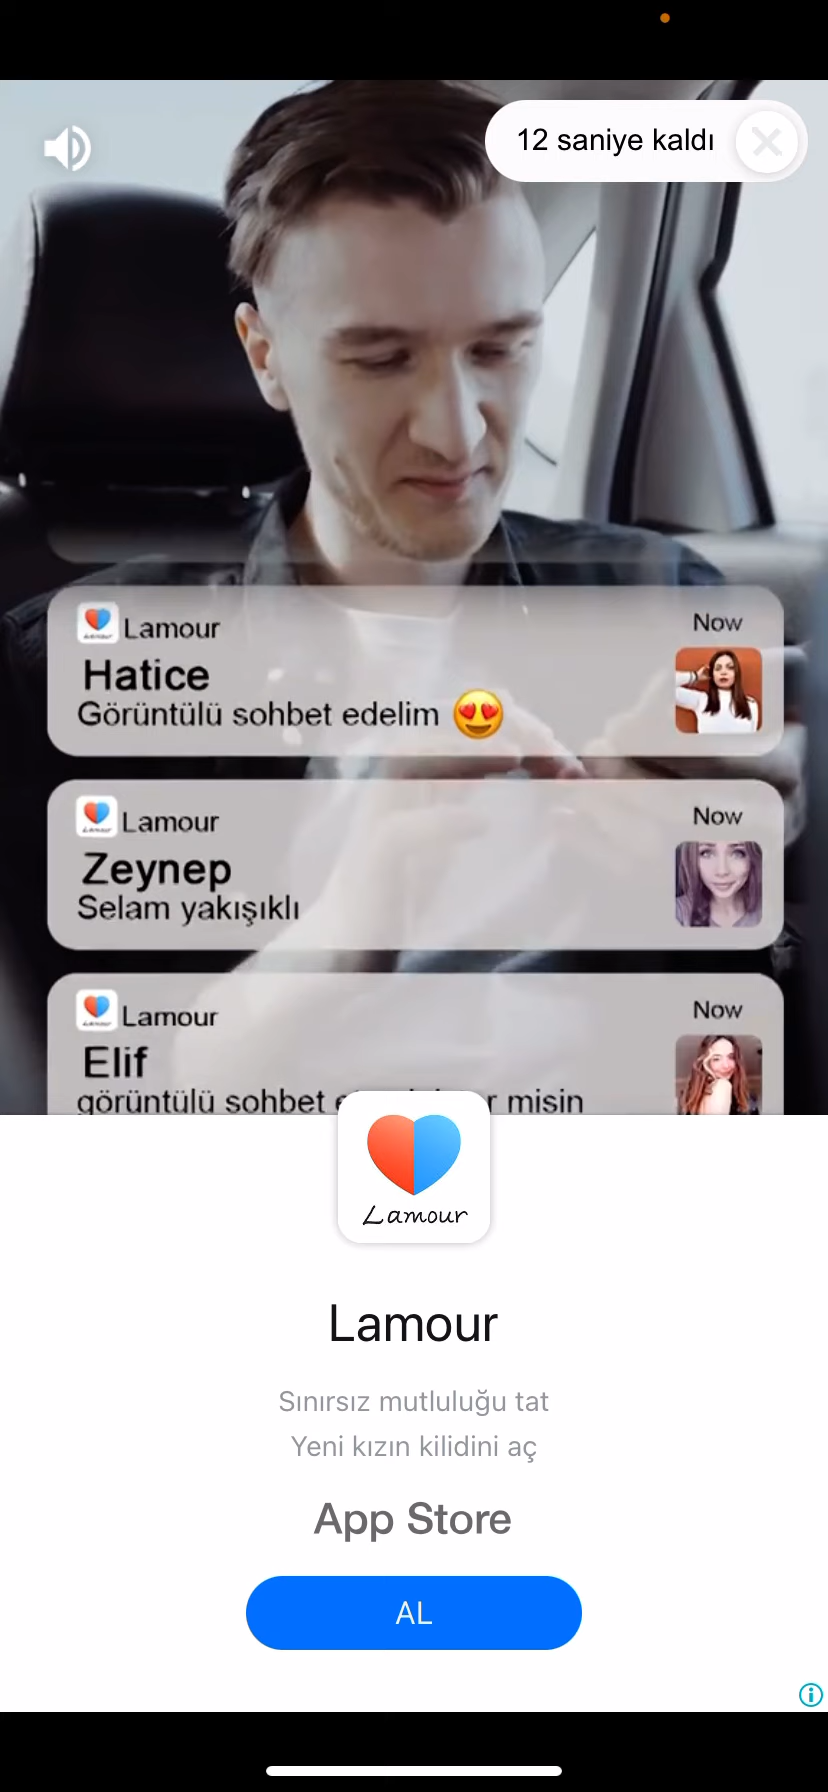 12 saniye kaldı
Lamour
Now
Hatice
Görüntülü sohbet edelim 😍
Lamour
Now
Zeynep
Selam yakışıklı
Lamour
Now
Elif
görüntülü sohbet misin
Lamour
Lamour
Sınırsız mutluluğu tat
Yeni kızın kilidini aç
App Store
AL